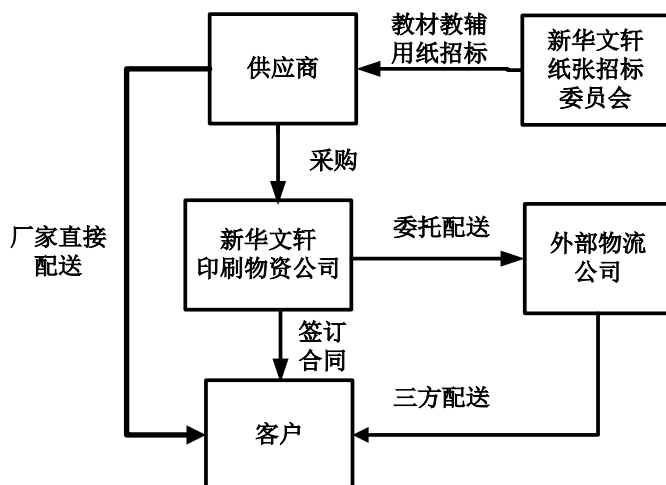 供应商
教材教辅
用纸招标
新华文轩
纸张招标
委员会
采购
厂家直接
配送
新华文轩
印刷物资公司
委托配送
外部物流
公司
签订
合同
三方配送
客户